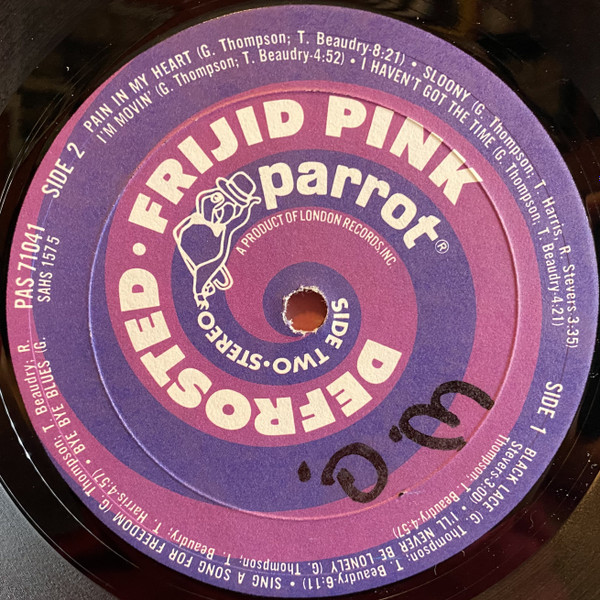 FRIJID PINK
DEFROSTED •
parrot®
A PRODUCT OF LONDON RECORDS, INC
SIDE TWO • STEREO
PAS 71041
SAHS 1575
SIDE 1
BLACK LACE (G. Thompson; T. Beaudry-6:11) • SING A SONG FOR FREEDOM (G. Thompson; T. Beaudry; R.
Stevers-3:00) • I'LL NEVER BE LONELY (G. Thompson; T. Beaudry; T. Harris-4:57) • BYE BYE BLUES (G.
Thompson; T. Beaudry-4:57)
SIDE 2
PAIN IN MY HEART (G. Thompson; T. Beaudry-8:21) • SLOONY (G. Thompson; T. Harris, R. Stevers 3:35)
I'M MOVIN' (G. Thompson; T. Beaudry-4:52) • I HAVEN'T GOT THE TIME (G. Thompson; T. Beaudry-4:21)